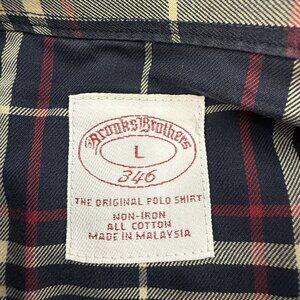 Brooks Brothers
L
346
THE ORIGINAL POLO SHIRT
NON-IRON
ALL COTTON
MADE IN MALAYSIA